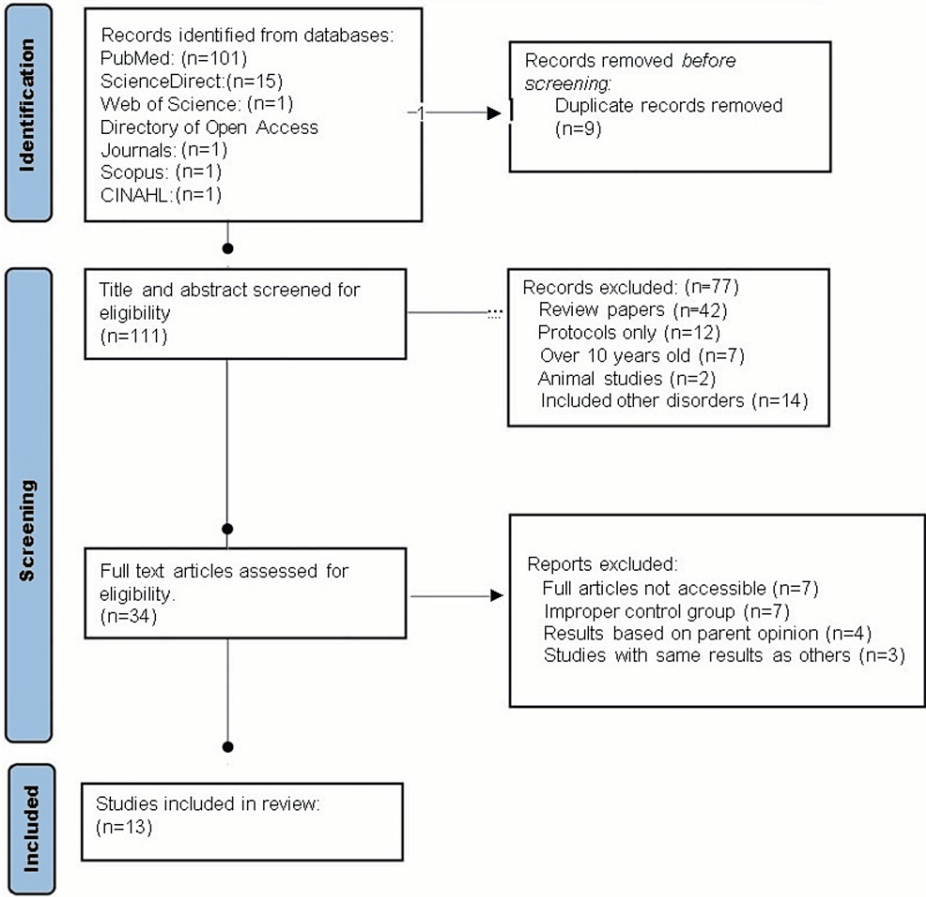 Identification
Records identified from databases:
PubMed: (n=101)
ScienceDirect:(n=15)
Web of Science: (n=1)
Directory of Open Access
Journals: (n=1)
Scopus: (n=1)
CINAHL:(n=1)
Records removed before
screening:
Duplicate records removed
(n=9)
Screening
Title and abstract screened for
eligibility
(n=111)
Records excluded: (n=77)
Review papers (n=42)
Protocols only (n=12)
Over 10 years old (n=7)
Animal studies (n=2)
Included other disorders (n=14)
Full text articles assessed for
eligibility.
(n=34)
Reports excluded:
Full articles not accessible (n=7)
Improper control group (n=7)
Results based on parent opinion (n=4)
Studies with same results as others (n=3)
Included
Studies included in review:
(n=13)